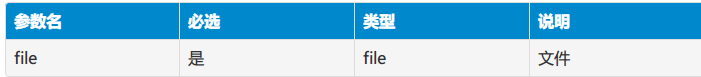 参数名 必选 类型 说明
file 是 file 文件